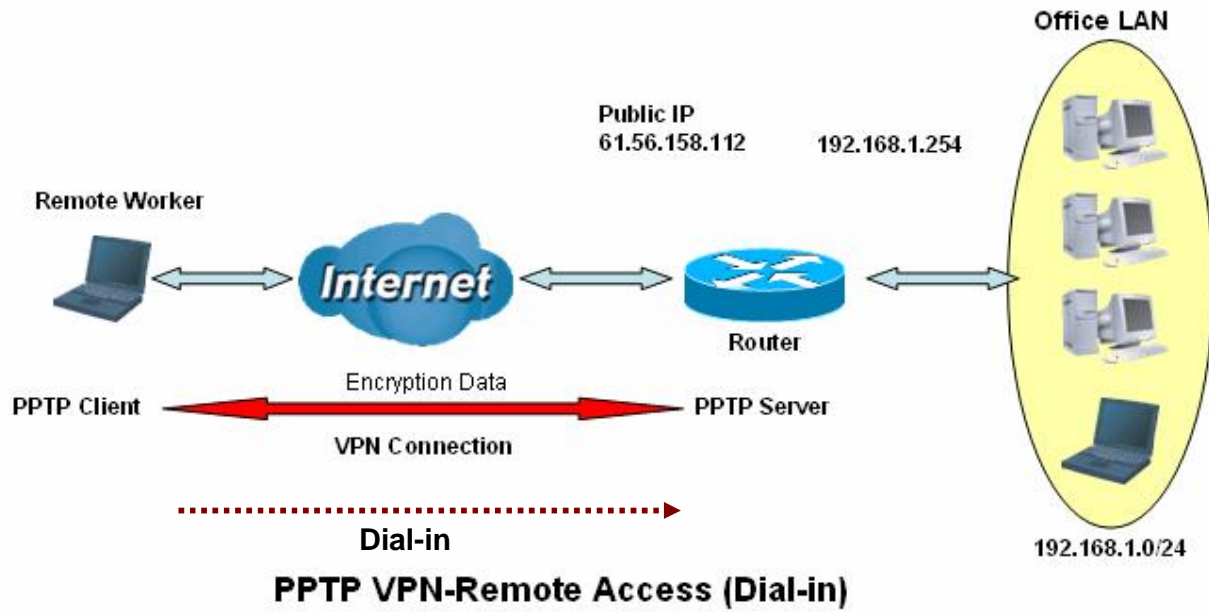 Office LAN
Public IP
61.56.158.112
192.168.1.254
Remote Worker
Internet
Router
Encryption Data
PPTP Client
PPTP Server
VPN Connection
Dial-in
192.168.1.0/24
PPTP VPN-Remote Access (Dial-in)